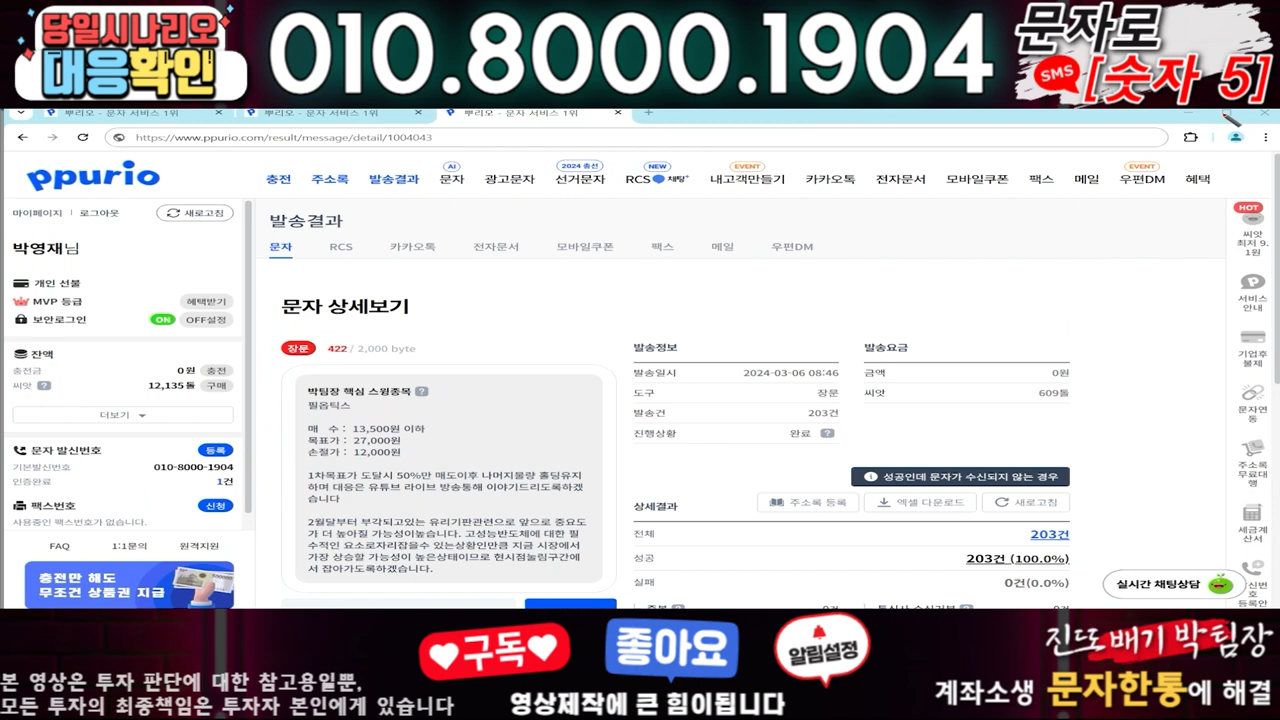 당일시나리오
대응확인
010.8000.1904
문자로
SMS
[숫자 5]
뿌리오 - 문자 서비스 1위
뿌리오 - 문자 서비스 1위
뿌리오 - 문자 서비스 1위
https://www.ppurio.com/result/message/detail/1004043
ppurio
충전 주소록 발송결과 AI 문자 광고문자 2024 총선 선거문자 NEW RCS 채팅+ EVENT 내고객만들기 카카오톡 전자문서 모바일쿠폰 팩스 메일 EVENT 우편DM 혜택
마이페이지 | 로그아웃 새로고침
박영재님
개인 선불
MVP 등급 혜택받기
보안로그인 ON OFF설정
잔액
충전금 0원 충전
씨앗 ? 12,135톨 구매
더보기
문자 발신번호 등록
기본발신번호 010-8000-1904
인증완료 1건
팩스번호 신청
사용중인 팩스번호가 없습니다.
FAQ 1:1문의 원격지원
충전만 해도
무조건 상품권 지급
발송결과
문자 RCS 카카오톡 전자문서 모바일쿠폰 팩스 메일 우편DM
문자 상세보기
장문 422 / 2,000 byte
박팀장 핵심 스윙종목 ?
필옵틱스
매 수 : 13,500원 이하
목표가 : 27,000원
손절가 : 12,000원
1차목표가 도달시 50%만 매도이후 나머지물량 홀딩유지
하며 대응은 유튜브 라이브 방송통해 이야기드리도록하겠
습니다
2월달부터 부각되고있는 유리기판관련으로 앞으로 중요도
가 더 높아질 가능성이높습니다. 고성능반도체에 대한 필
수적인 요소로자리잡을수 있는상황인만큼 지금 시장에서
가장 상승할 가능성이 높은상태이므로 현시점눌림구간에
서 잡아가도록하겠습니다.
발송정보
발송일시 2024-03-06 08:46
도구 장문
발송건 203건
진행상황 완료 ?
발송요금
금액 0원
씨앗 609톨
성공인데 문자가 수신되지 않는 경우
상세결과 주소록 등록 엑셀 다운로드 새로고침
전체 203건
성공 203건 (100.0%)
실패 0건(0.0%)
HOT
씨앗
최저 9.
1원
서비스
안내
기업후
불제
문자연
동
주소록
무료대
행
세금계
산서
실시간 채팅상담
구독
좋아요
알림설정
진또배기 박팀장
본 영상은 투자 판단에 대한 참고용일뿐,
모든 투자의 최종책임은 투자자 본인에게 있습니다
영상제작에 큰 힘이됩니다
계좌소생 문자한통에 해결